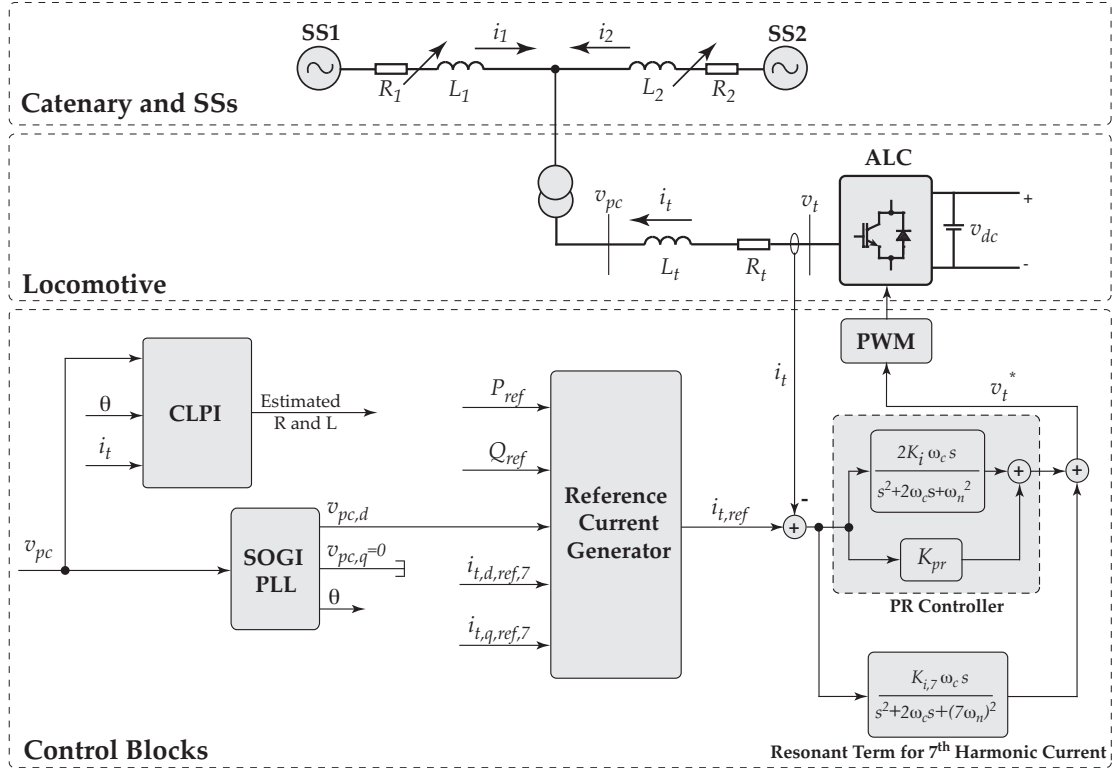 SS1
i1
i2
SS2
R1
L1
L2
R2
Catenary and SSs
ALC
vpc
it
vt
+
vdc
-
Lt
Rt
Locomotive
PWM
it
vt*
CLPI
θ
it
Estimated
R and L
Pref
Qref
Reference
Current
Generator
it,ref
-
+
2Ki ωc s
s²+2ωcs+ωn²
+
+
Kpr
PR Controller
vpc
SOGI
PLL
vpc,d
vpc,q=0
θ
it,d,ref,7
it,q,ref,7
Ki,7 ωc s
s²+2ωcs+(7ωn)²
Resonant Term for 7th Harmonic Current
Control Blocks